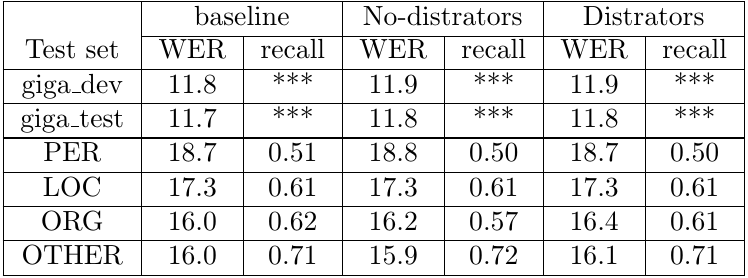 baseline No-distrators Distrators
Test set WER recall WER recall WER recall
giga_dev 11.8 *** 11.9 *** 11.9 ***
giga_test 11.7 *** 11.8 *** 11.8 ***
PER 18.7 0.51 18.8 0.50 18.7 0.50
LOC 17.3 0.61 17.3 0.61 17.3 0.61
ORG 16.0 0.62 16.2 0.57 16.4 0.61
OTHER 16.0 0.71 15.9 0.72 16.1 0.71